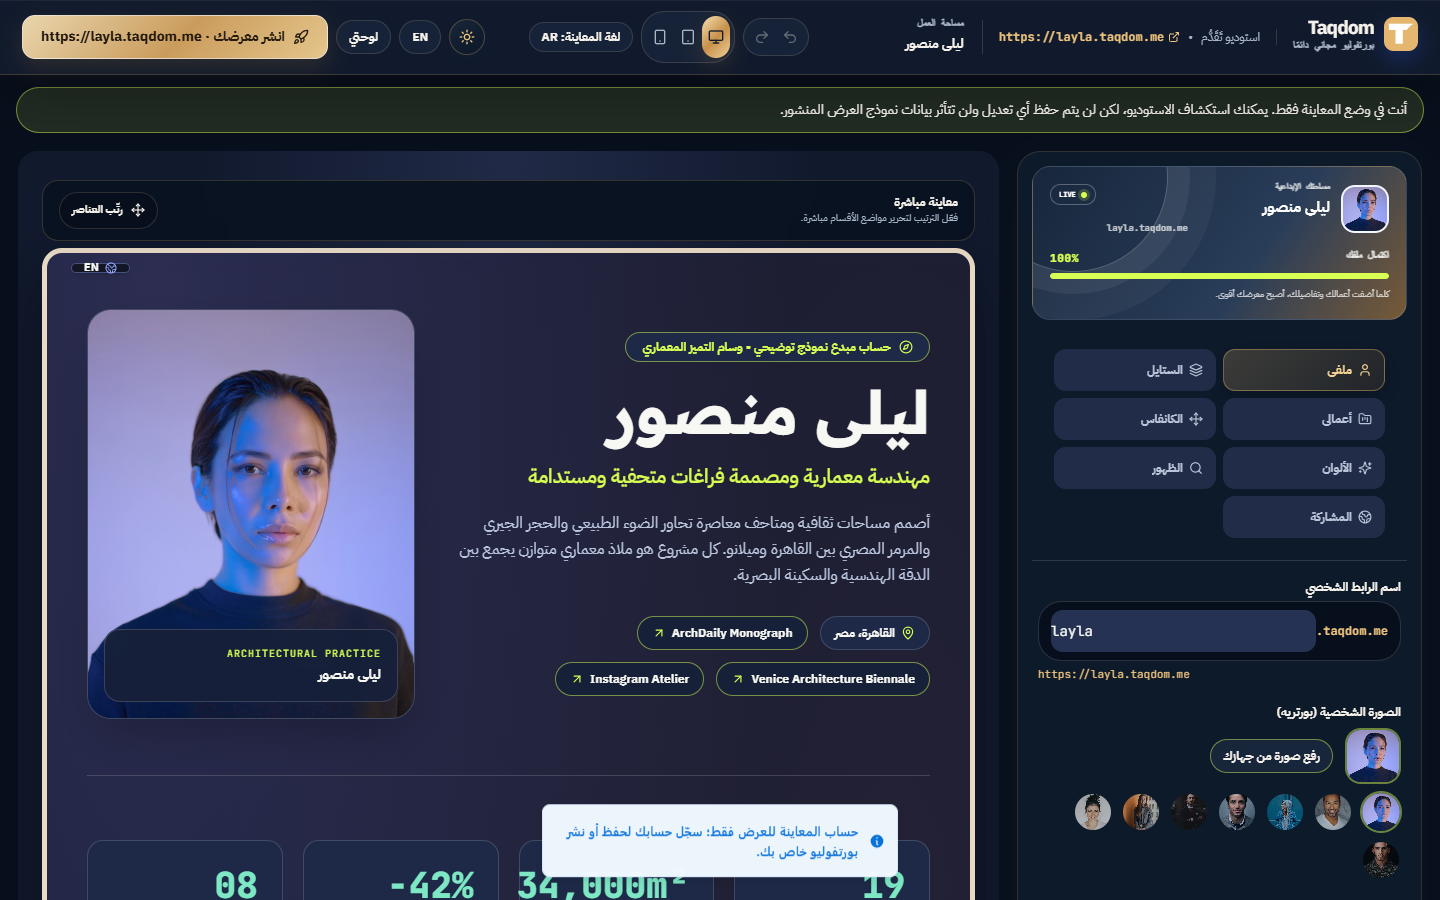 Taqdom
بورتفوليو مجاني دائمًا
استوديو تَقَدُّم • https://layla.taqdom.me
مساحة العمل
ليلى منصور
لغة المعاينة: AR
EN
لوحتي
انشر معرضك · https://layla.taqdom.me
أنت في وضع المعاينة فقط. يمكنك استكشاف الاستوديو، لكن لن يتم حفظ أي تعديل ولن تتأثر بيانات نموذج العرض المنشور.
مساحتك الإبداعية
ليلى منصور
LIVE
layla.taqdom.me
اكتمال ملفك
100%
كلما أضفت أعمالك وتفاصيلك، أصبح معرضك أقوى.
ملفي
الستايل
أعمالي
الكانفاس
الألوان
الظهور
المشاركة
اسم الرابط الشخصي
layla
.taqdom.me
https://layla.taqdom.me
الصورة الشخصية (بورتريه)
رفع صورة من جهازك
معاينة مباشرة
فعّل الترتيب لتحرير مواضع الأقسام مباشرة.
رتّب العناصر
EN
حساب مبدع نموذج توضيحي - وسام التميز المعماري
ليلى منصور
مهندسة معمارية ومصممة فراغات متحفية ومستدامة
أصمم مساحات ثقافية ومتاحف معاصرة تحاور الضوء الطبيعي والحجر الجيري
والمرمر المصري بين القاهرة وميلانو. كل مشروع هو ملاذ معماري متوازن يجمع بين
الدقة الهندسية والسكينة البصرية.
القاهرة، مصر
ArchDaily Monograph
Venice Architecture Biennale
Instagram Atelier
ARCHITECTURAL PRACTICE
ليلى منصور
حساب المعاينة للعرض فقط؛ سجّل حسابك لحفظ أو نشر
بورتفوليو خاص بك.
19
34,000m²
-42%
08